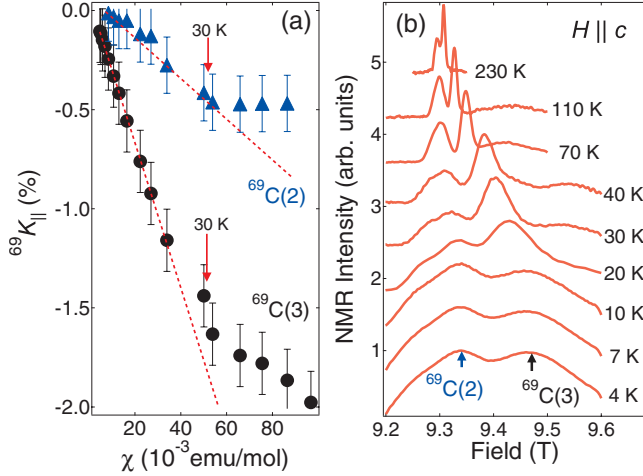 (a)
0.0
-0.5
-1.0
-1.5
-2.0
⁶⁹K|| (%)
30 K
⁶⁹C(2)
30 K
⁶⁹C(3)
20 40 60 80
χ (10⁻³ emu/mol)
(b)
H || c
5
4
3
2
1
NMR Intensity (arb. units)
230 K
110 K
70 K
40 K
30 K
20 K
10 K
7 K
4 K
⁶⁹C(2)
⁶⁹C(3)
9.2 9.3 9.4 9.5 9.6
Field (T)